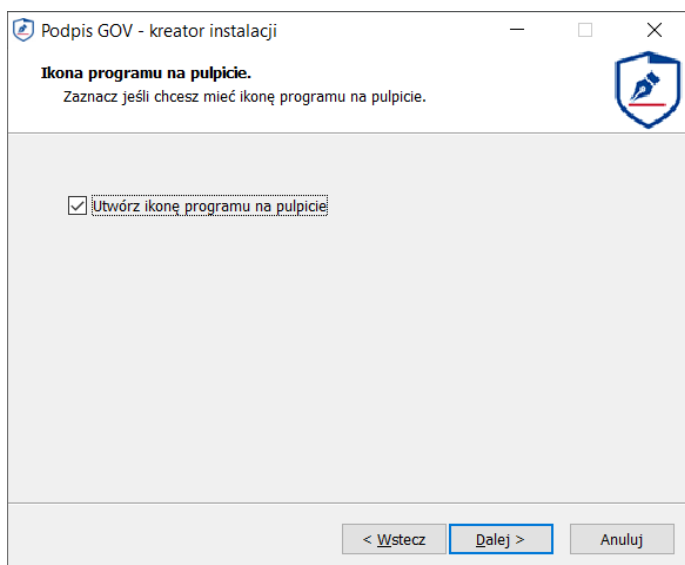 Podpis GOV - kreator instalacji
Ikona programu na pulpicie.
Zaznacz jeśli chcesz mieć ikonę programu na pulpicie.
Utwórz ikonę programu na pulpicie
< Wstecz
Dalej >
Anuluj